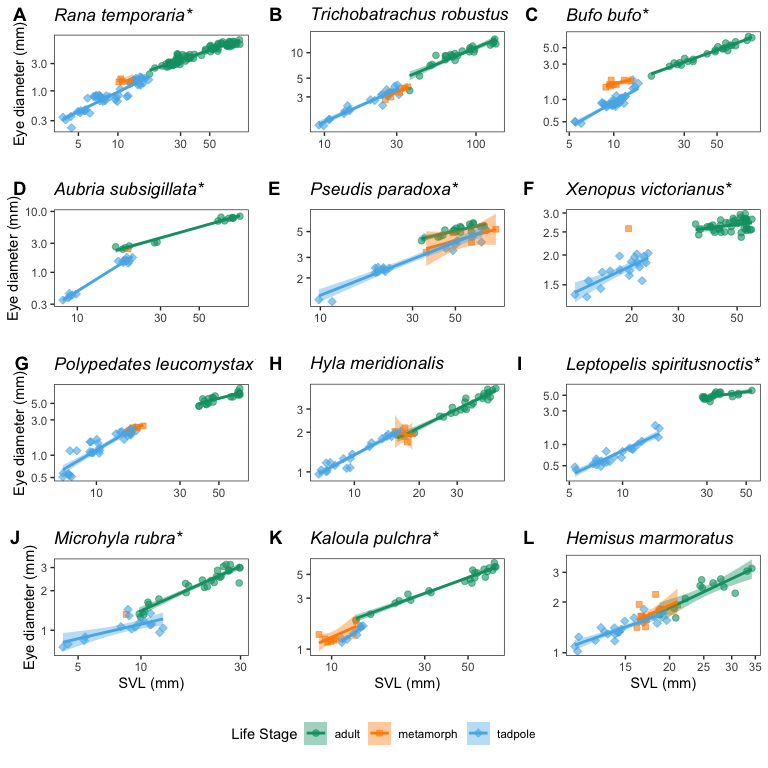 A Rana temporaria* B Trichobatrachus robustus C Bufo bufo*
Eye diameter (mm)
3.0
1.0
0.3
5 10 30 50
10
5
3
10 30 100
5.0
3.0
1.0
0.5
5 10 30 50
D Aubria subsigillata* E Pseudis paradoxa* F Xenopus victorianus*
Eye diameter (mm)
10.0
3.0
1.0
0.3
10 30 50
5
3
2
10 30 50
3.0
2.5
2.0
1.5
20 30 50
G Polypedates leucomystax H Hyla meridionalis I Leptopelis spiritusnoctis*
Eye diameter (mm)
5.0
3.0
1.0
0.5
10 30 50
3
2
1
10 20 30
5.0
3.0
1.0
0.5
5 10 30 50
J Microhyla rubra* K Kaloula pulchra* L Hemisus marmoratus
Eye diameter (mm)
3
2
1
5 10 30
5
3
1
10 30 50
3
2
1
15 20 25 30 35
SVL (mm) SVL (mm) SVL (mm)
Life Stage adult metamorph tadpole